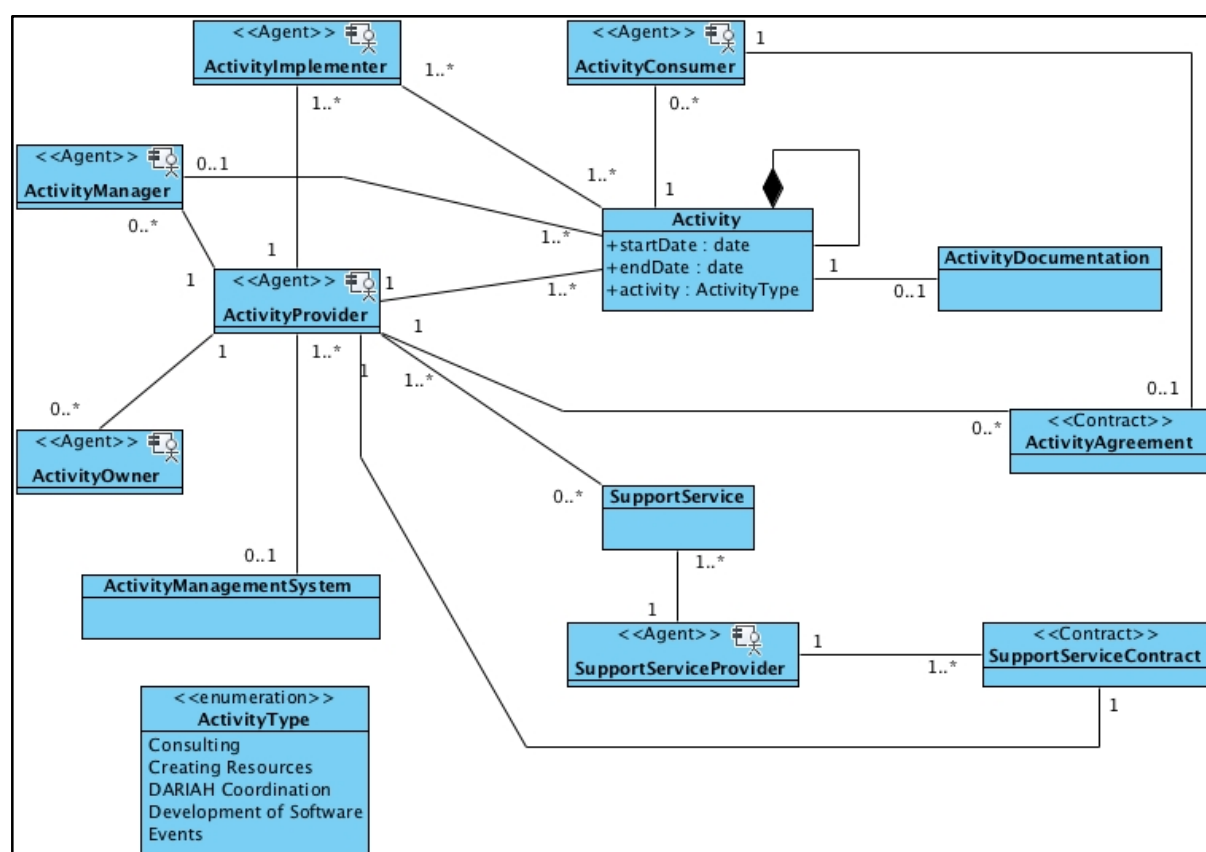 <<Agent>>
ActivityImplementer
<<Agent>>
ActivityConsumer
1
1..*
1..*
0..*
<<Agent>>
ActivityManager
0..1
1..*
1
0..*
1..*
1
1
Activity
+startDate : date
+endDate : date
+activity : ActivityType
1
0..1
ActivityDocumentation
<<Agent>>
ActivityProvider
1
1..*
1
1..*
1
1..*
1
0..*
0..1
0..*
<<Contract>>
ActivityAgreement
<<Agent>>
ActivityOwner
0..*
SupportService
1..*
0..1
ActivityManagementSystem
1
<<Agent>>
SupportServiceProvider
1
1..*
<<Contract>>
SupportServiceContract
1
<<enumeration>>
ActivityType
Consulting
Creating Resources
DARIAH Coordination
Development of Software
Events